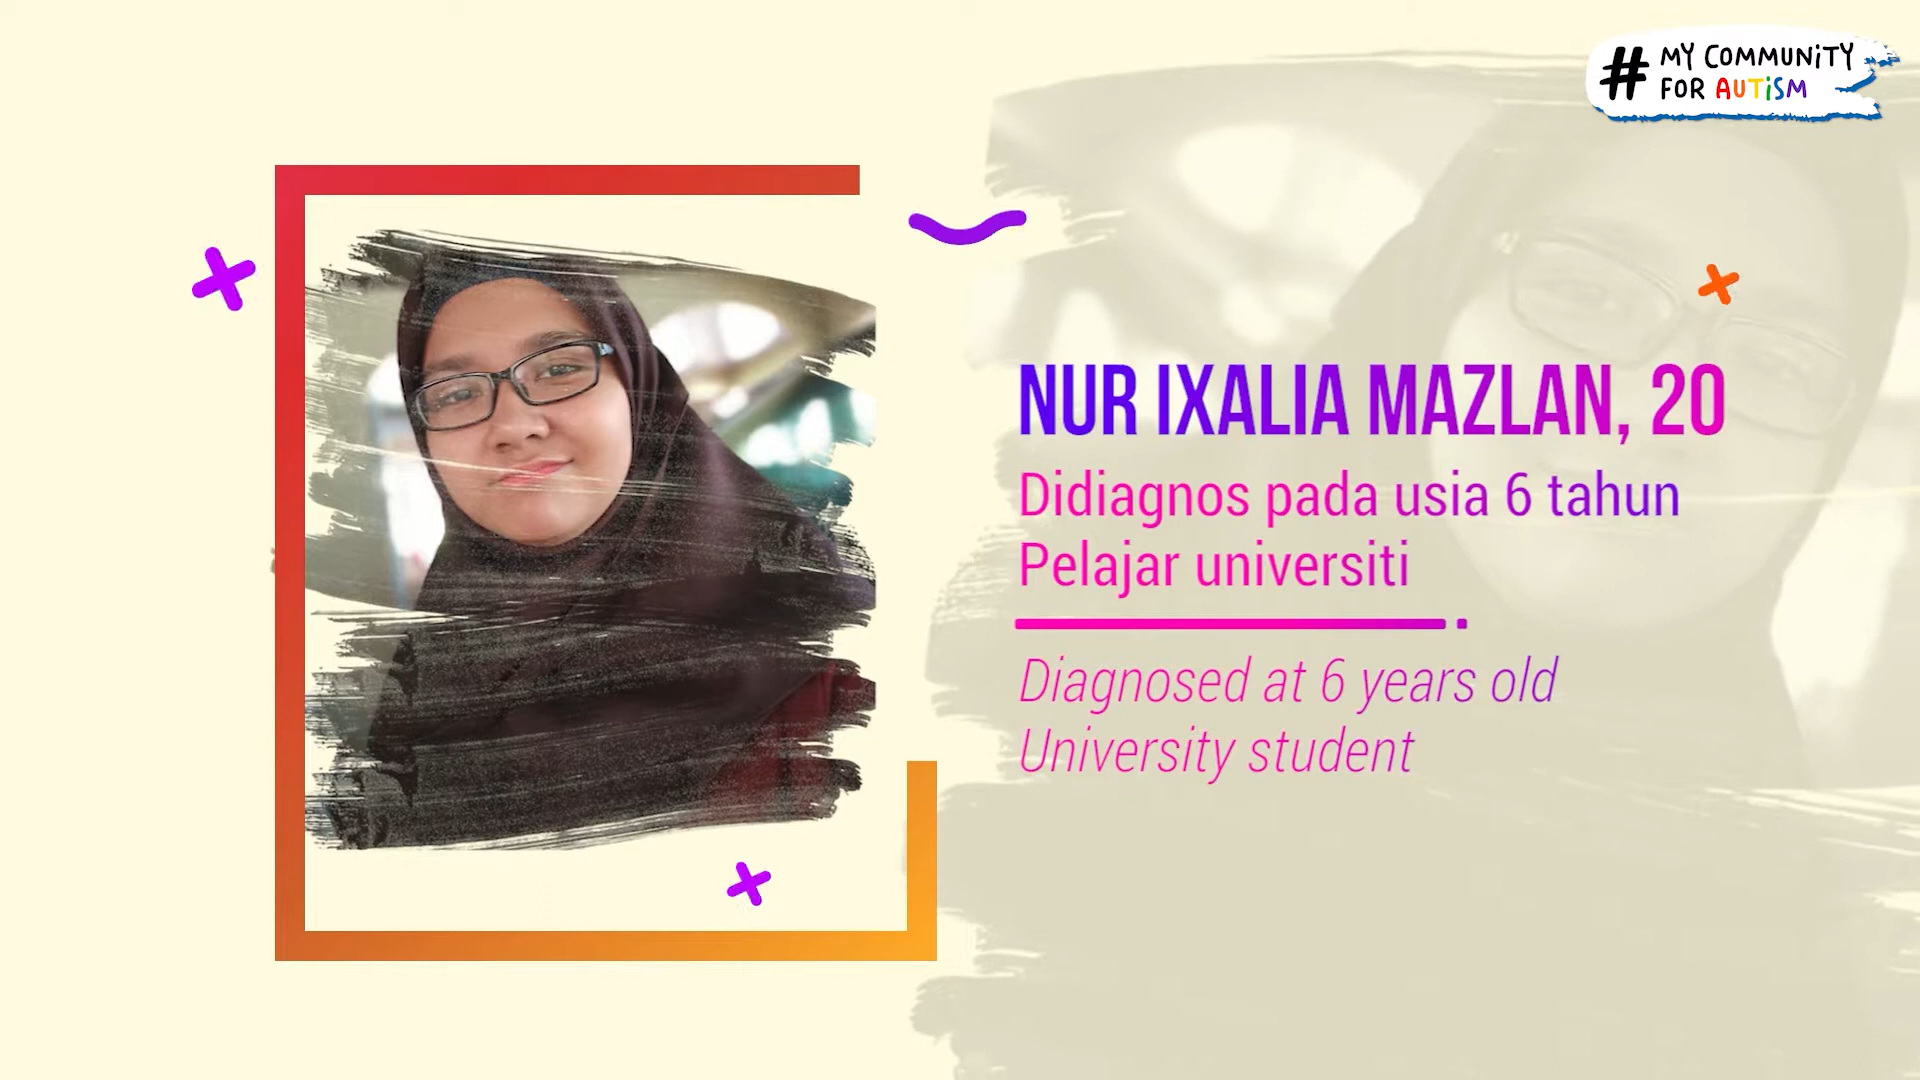 # MY COMMUNITY
FOR AUTiSM
NUR IXALIA MAZLAN, 20
Didiagnos pada usia 6 tahun
Pelajar universiti
Diagnosed at 6 years old
University student